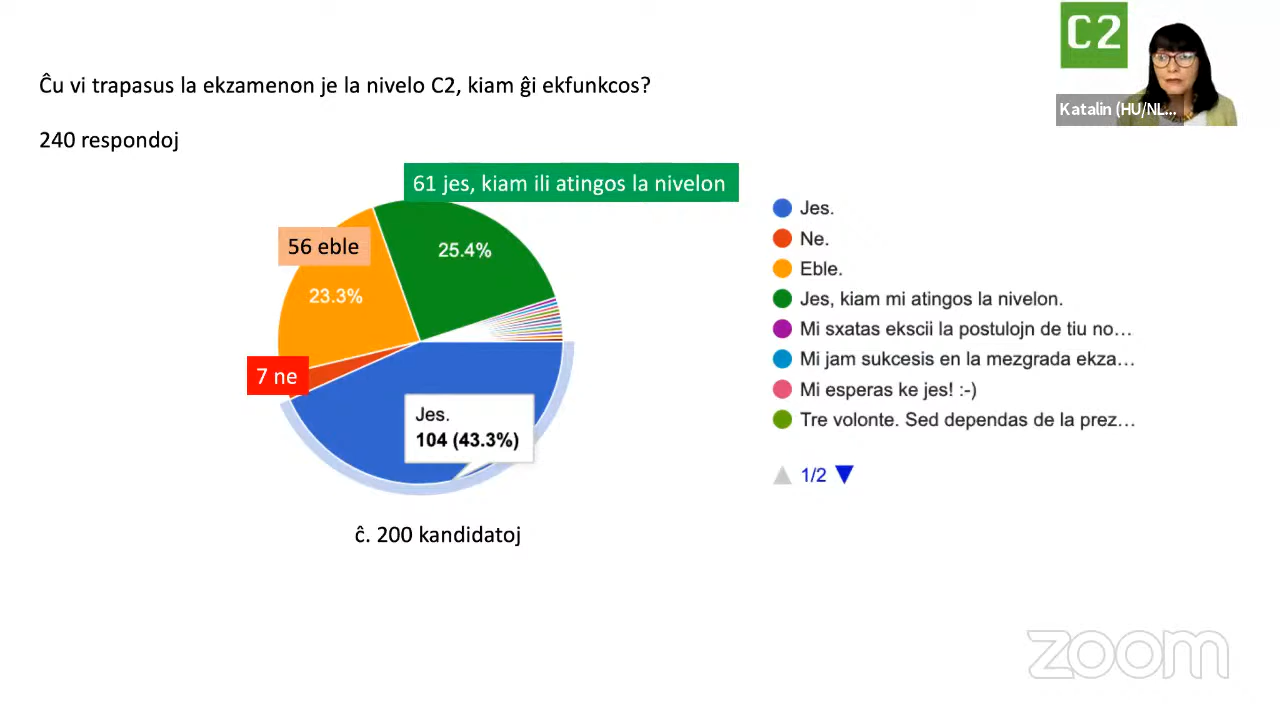 C2
Katalin (HU/NL...
Ĉu vi trapasus la ekzamenon je la nivelo C2, kiam ĝi ekfunkcos?
240 respondoj
61 jes, kiam ili atingos la nivelon
56 eble
25.4%
23.3%
7 ne
Jes.
104 (43.3%)
ĉ. 200 kandidatoj
Jes.
Ne.
Eble.
Jes, kiam mi atingos la nivelon.
Mi sxatas ekscii la postulojn de tiu no...
Mi jam sukcesis en la mezgrada ekza...
Mi esperas ke jes! :-)
Tre volonte. Sed dependas de la prez...
1/2
zoom